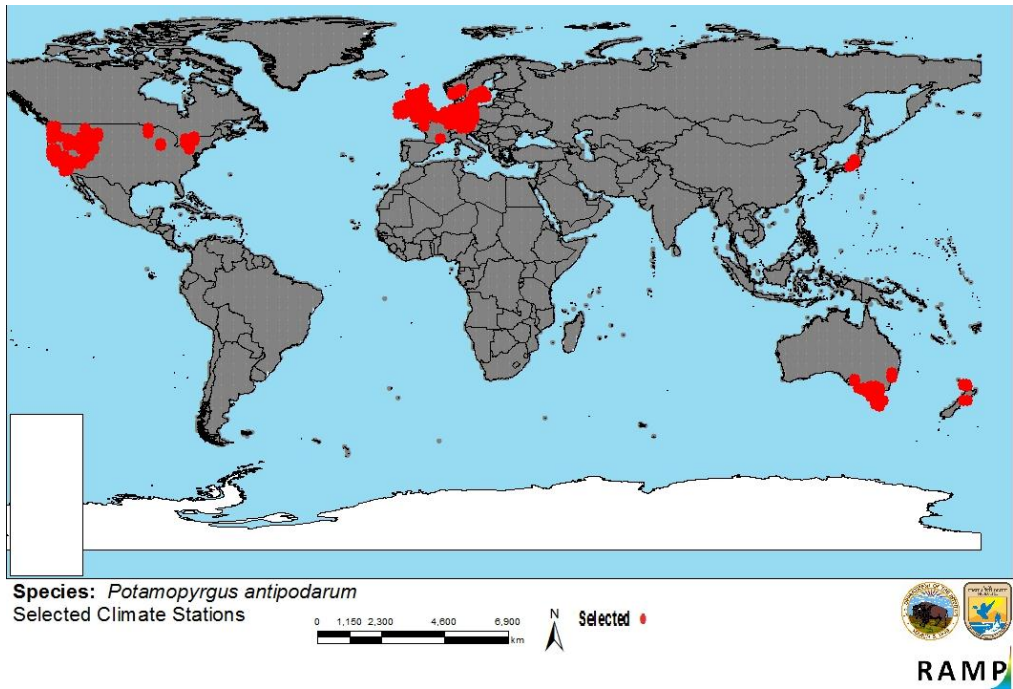 Species: Potamopyrgus antipodarum
Selected Climate Stations
0 1,150 2,300 4,600 6,900
km
N
Selected
RAMP